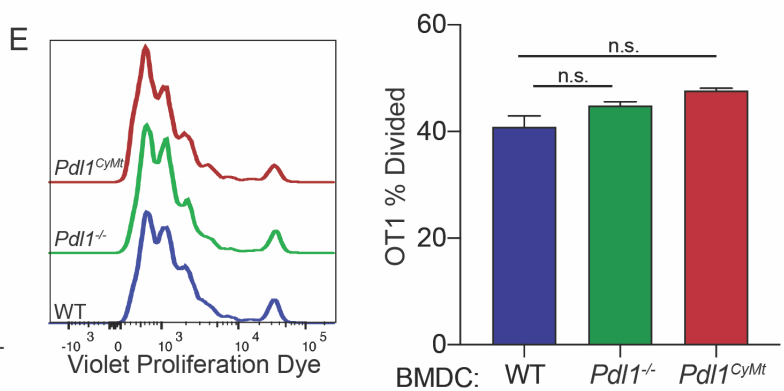 E
Pdl1CyMt
Pdl1-/-
WT
-10 3 0 10 3 10 4 10 5
Violet Proliferation Dye
OT1 % Divided
60
40
20
0
n.s.
n.s.
BMDC: WT Pdl1-/- Pdl1CyMt